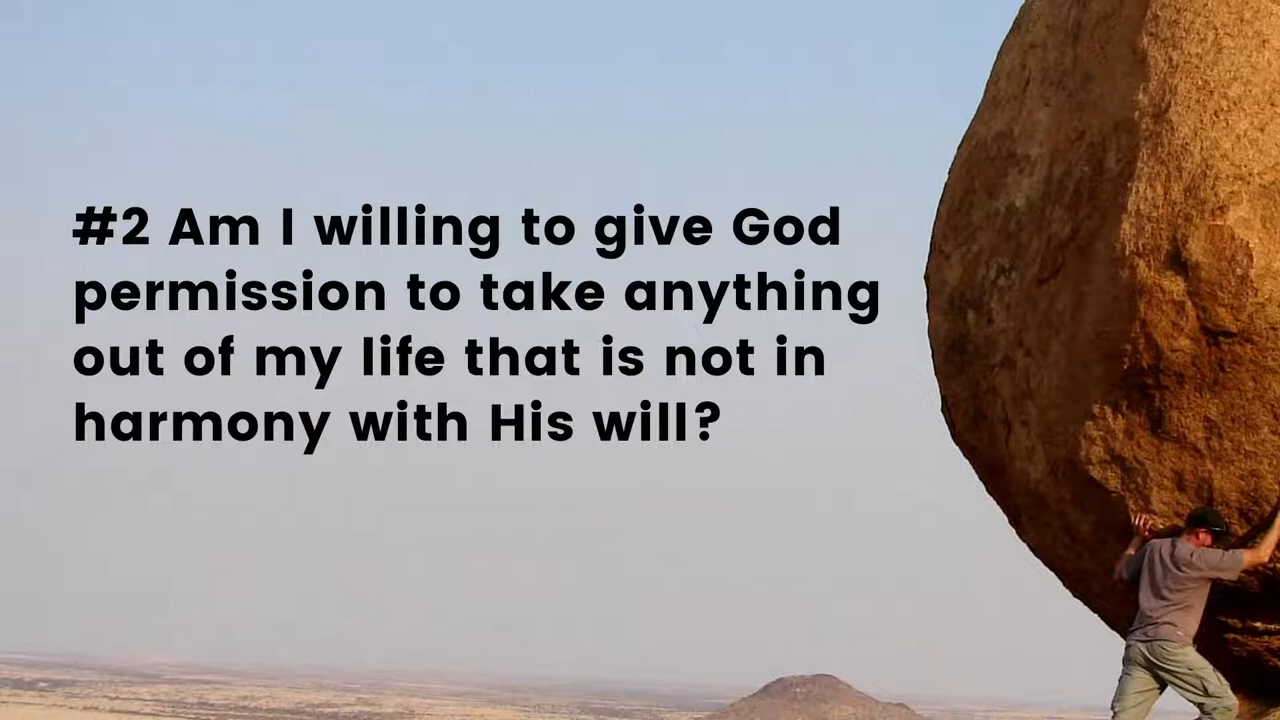 #2 Am I willing to give God
permission to take anything
out of my life that is not in
harmony with His will?